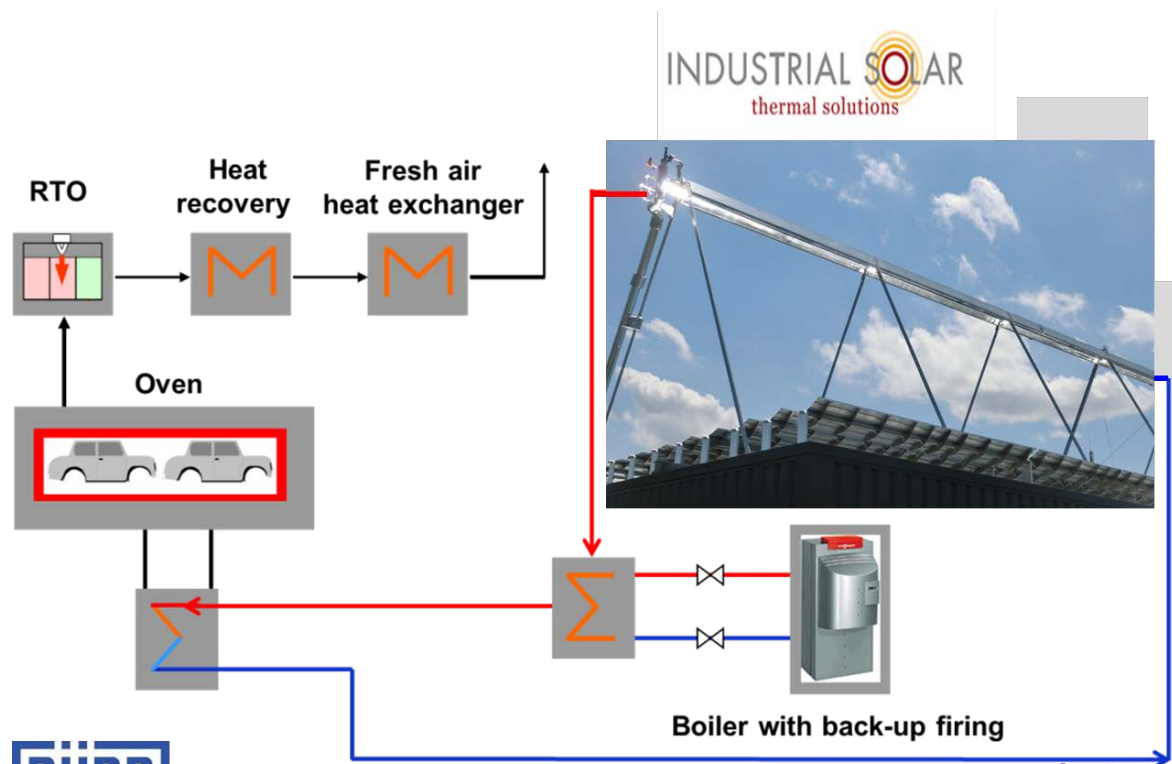 INDUSTRIAL SOLAR
thermal solutions
RTO
Heat
recovery
Fresh air
heat exchanger
Oven
Boiler with back-up firing